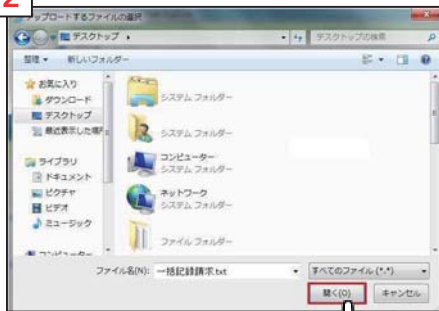 2
アップロードするファイルの選択
デスクトップ
デスクトップの検索
整理 新しいフォルダー
お気に入り
ダウンロード
デスクトップ
最近表示した場所
ライブラリ
ドキュメント
ピクチャ
ビデオ
ミュージック
コンピューター
システム フォルダー
システム フォルダー
コンピューター
システム フォルダー
ネットワーク
システム フォルダー
ファイル フォルダー
ファイル名(N): 一括記録請求.txt
すべてのファイル (*.*)
開く(O) キャンセル